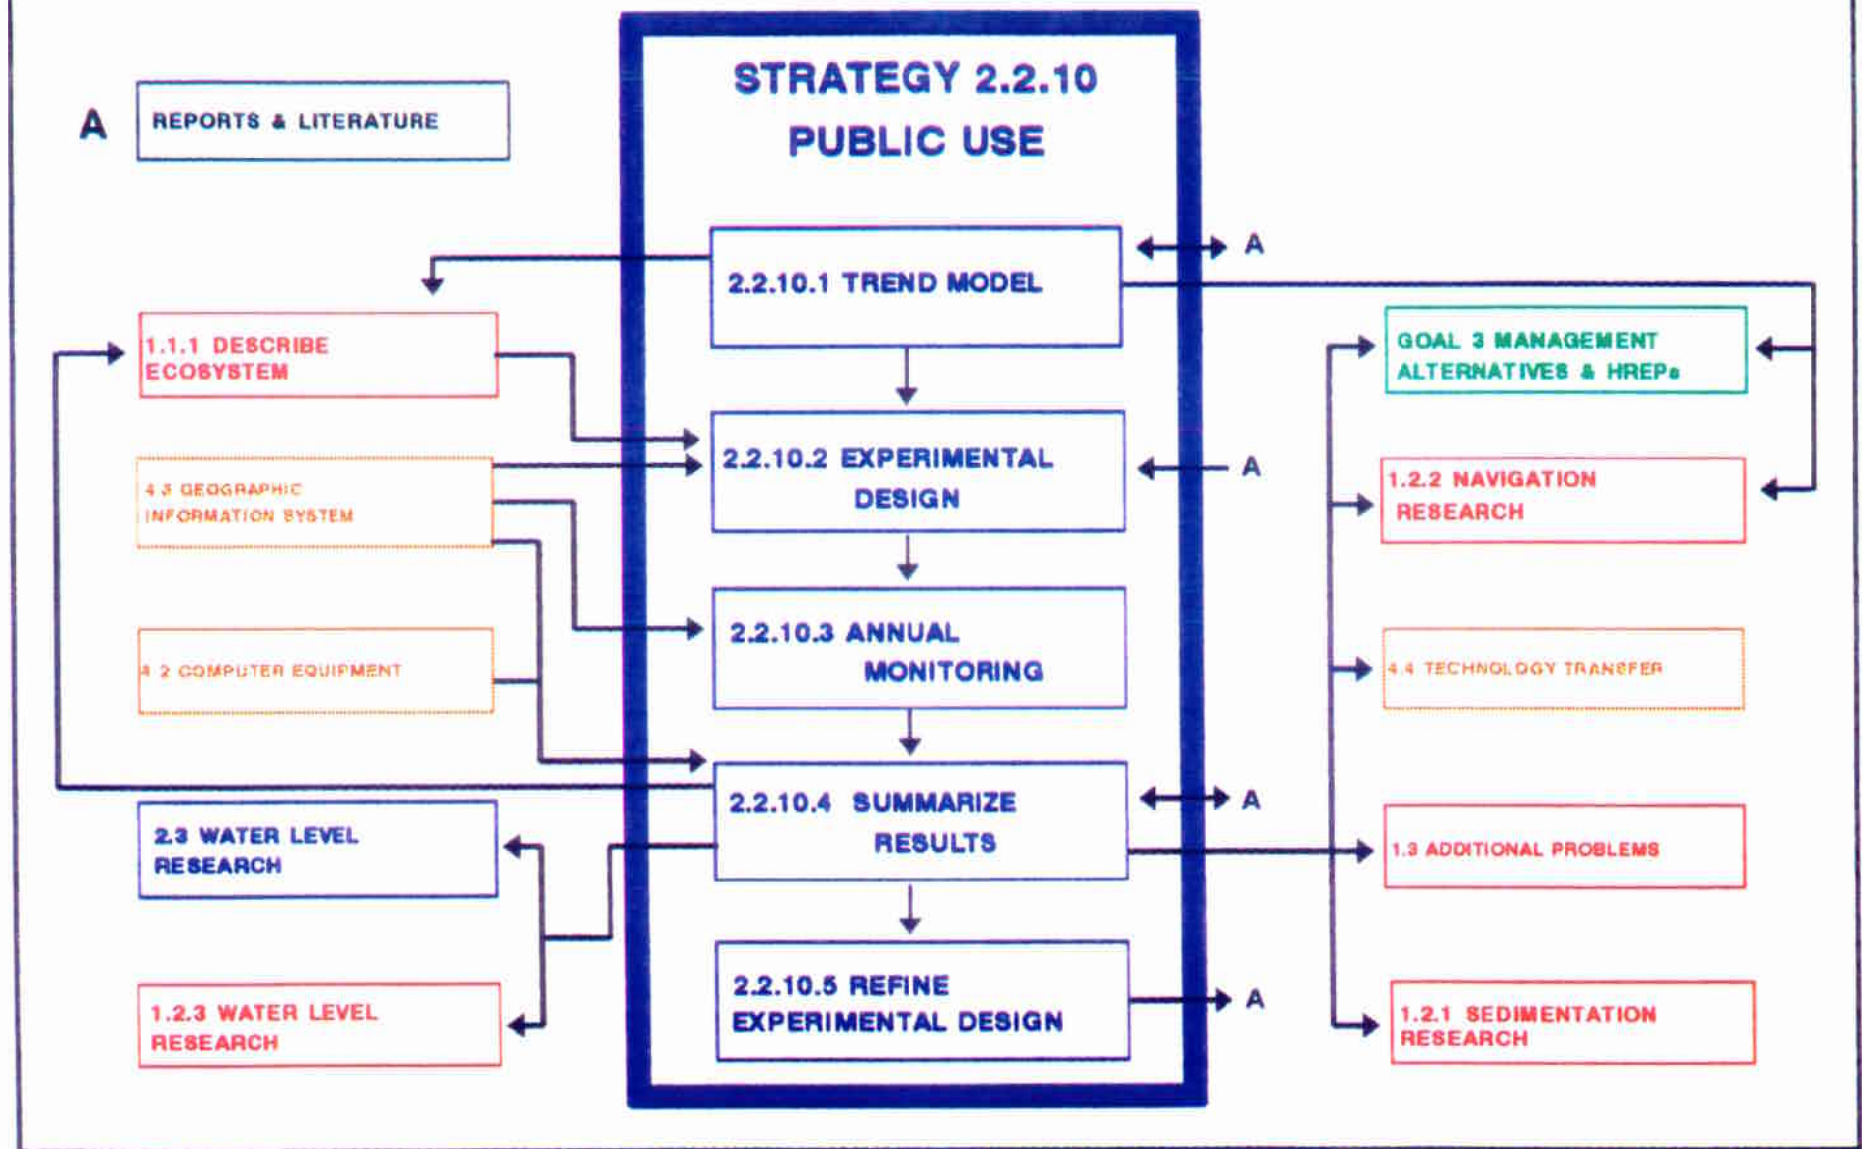 STRATEGY 2.2.10
PUBLIC USE
A
REPORTS & LITERATURE
2.2.10.1 TREND MODEL
A
1.1.1 DESCRIBE
ECOSYSTEM
GOAL 3 MANAGEMENT
ALTERNATIVES & HREPs
2.2.10.2 EXPERIMENTAL
DESIGN
A
4.3 GEOGRAPHIC
INFORMATION SYSTEM
1.2.2 NAVIGATION
RESEARCH
2.2.10.3 ANNUAL
MONITORING
4.2 COMPUTER EQUIPMENT
4.4 TECHNOLOGY TRANSFER
2.2.10.4 SUMMARIZE
RESULTS
A
2.3 WATER LEVEL
RESEARCH
1.3 ADDITIONAL PROBLEMS
2.2.10.5 REFINE
EXPERIMENTAL DESIGN
A
1.2.3 WATER LEVEL
RESEARCH
1.2.1 SEDIMENTATION
RESEARCH